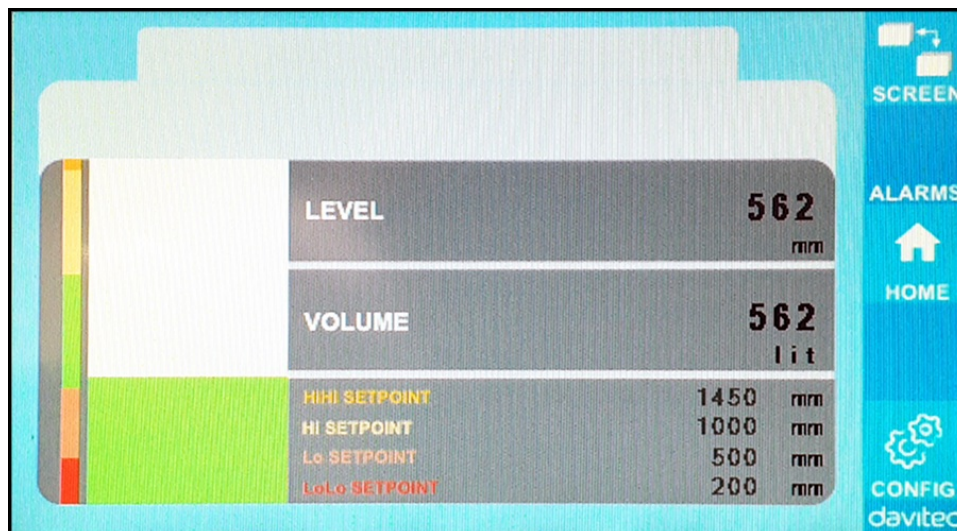 SCREEN
ALARMS
HOME
CONFIG
davitec
LEVEL 562
mm
VOLUME 562
lit
HiHi SETPOINT 1450 mm
Hi SETPOINT 1000 mm
Lo SETPOINT 500 mm
LoLo SETPOINT 200 mm